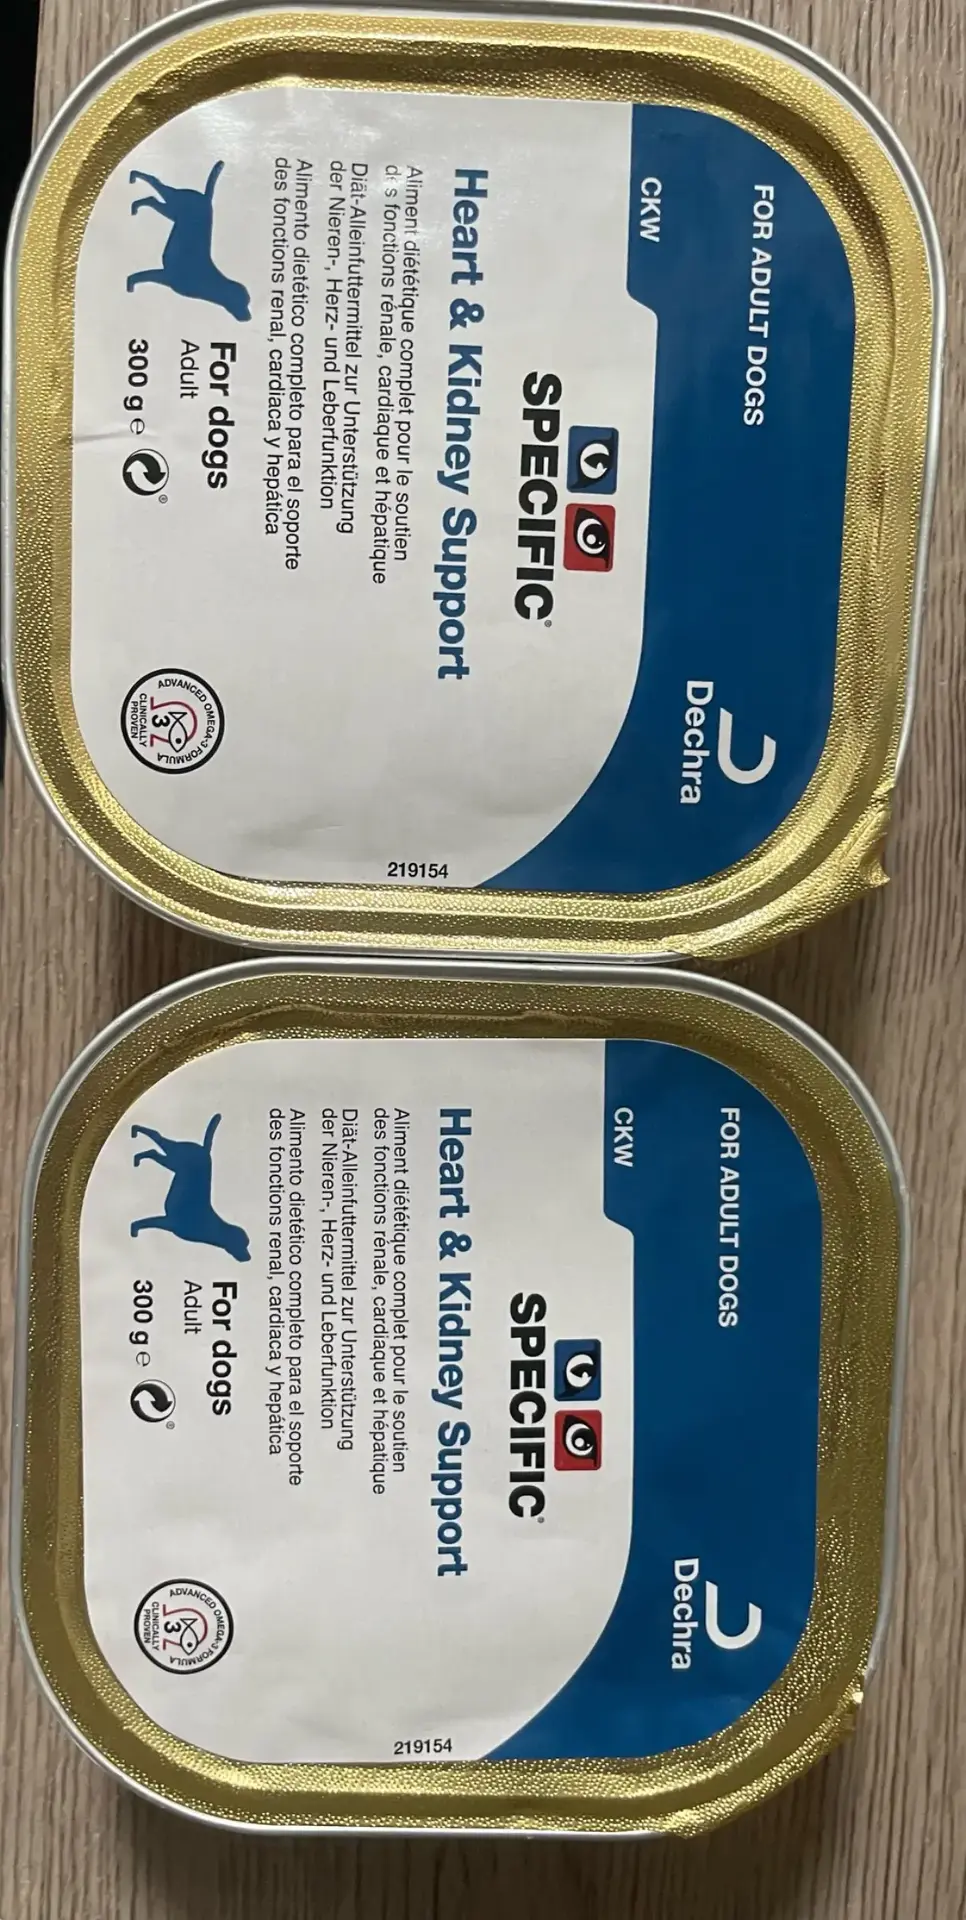 FOR ADULT DOGS
Dechra
CKW
SPECIFIC®
Heart & Kidney Support
Aliment diététique complet pour le soutien
des fonctions rénale, cardiaque et hépatique
Diät-Alleinfuttermittel zur Unterstützung
der Nieren-, Herz- und Leberfunktion
Alimento dietético completo para el soporte
des fonctions renal, cardiaca y hepática
For dogs
Adult
300 g ℮
®
ADVANCED OMEGA-3 FORMULA
3
CLINICALLY
PROVEN
219154
FOR ADULT DOGS
Dechra
CKW
SPECIFIC®
Heart & Kidney Support
Aliment diététique complet pour le soutien
des fonctions rénale, cardiaque et hépatique
Diät-Alleinfuttermittel zur Unterstützung
der Nieren-, Herz- und Leberfunktion
Alimento dietético completo para el soporte
des fonctions renal, cardiaca y hepática
For dogs
Adult
300 g ℮
®
ADVANCED OMEGA-3 FORMULA
3
CLINICALLY
PROVEN
219154